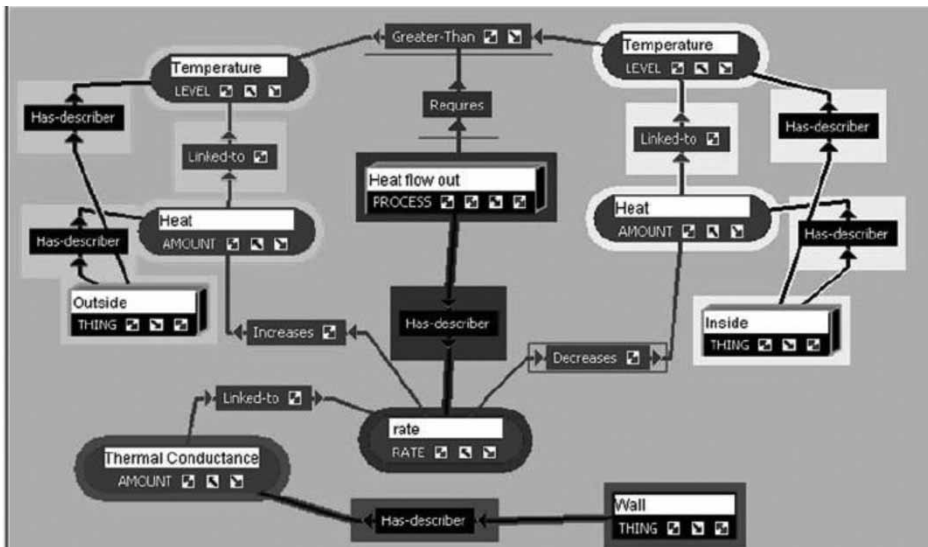 Greater-Than
Temperature
LEVEL
Temperature
LEVEL
Has-describer
Requires
Has-describer
Linked-to
Linked-to
Heat flow out
PROCESS
Heat
AMOUNT
Heat
AMOUNT
Has-describer
Has-describer
Outside
THING
Increases
Has-describer
Decreases
Inside
THING
Linked-to
rate
RATE
Thermal Conductance
AMOUNT
Has-describer
Wall
THING